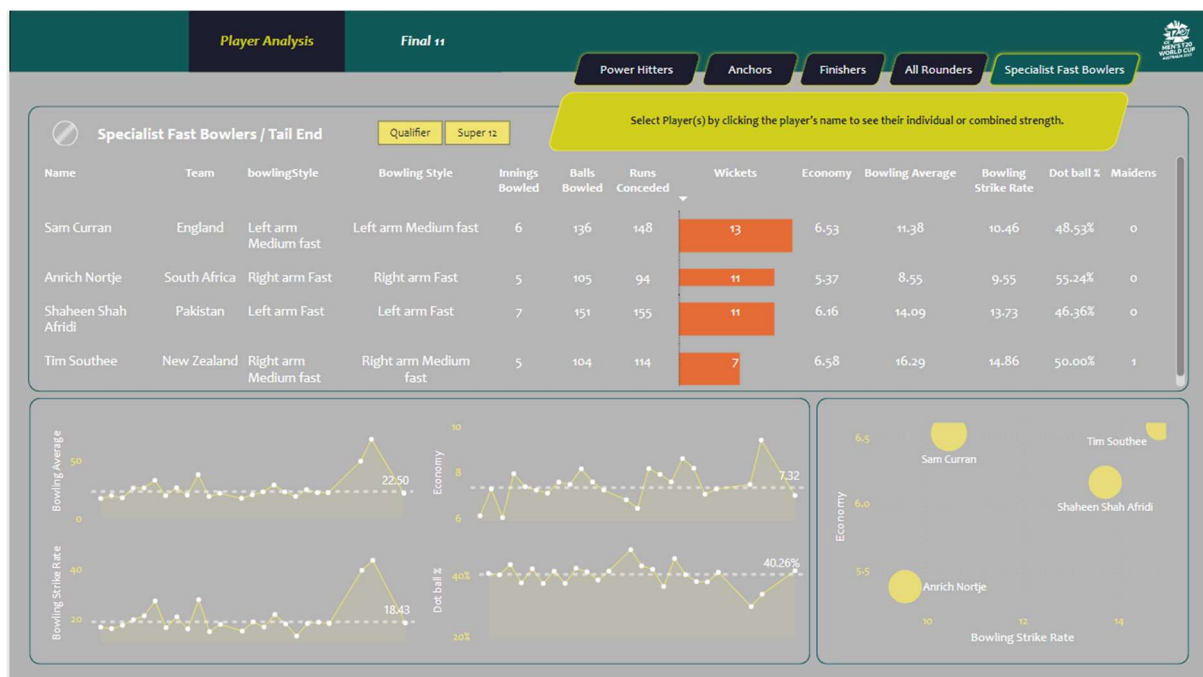 Player Analysis
Final 11
ICC
MEN'S T20
WORLD CUP
AUSTRALIA 2022
Power Hitters
Anchors
Finishers
All Rounders
Specialist Fast Bowlers
Select Player(s) by clicking the player's name to see their individual or combined strength.
Specialist Fast Bowlers / Tail End
Qualifier
Super 12
Name Team bowlingStyle Bowling Style Innings Bowled Balls Bowled Runs Conceded Wickets Economy Bowling Average Bowling Strike Rate Dot ball % Maidens
Sam Curran England Left arm Medium fast Left arm Medium fast 6 136 148 13 6.53 11.38 10.46 48.53% 0
Anrich Nortje South Africa Right arm Fast Right arm Fast 5 105 94 11 5.37 8.55 9.55 55.24% 0
Shaheen Shah Afridi Pakistan Left arm Fast Left arm Fast 7 151 155 11 6.16 14.09 13.73 46.36% 0
Tim Southee New Zealand Right arm Medium fast Right arm Medium fast 5 104 114 7 6.58 16.29 14.86 50.00% 1
Bowling Average
50
0
22.50
Economy
10
8
6
7.32
Bowling Strike Rate
40
20
18.43
Dot ball %
40%
20%
40.26%
Economy
6.5
6.0
5.5
Sam Curran
Tim Southee
Shaheen Shah Afridi
Anrich Nortje
10 12 14
Bowling Strike Rate